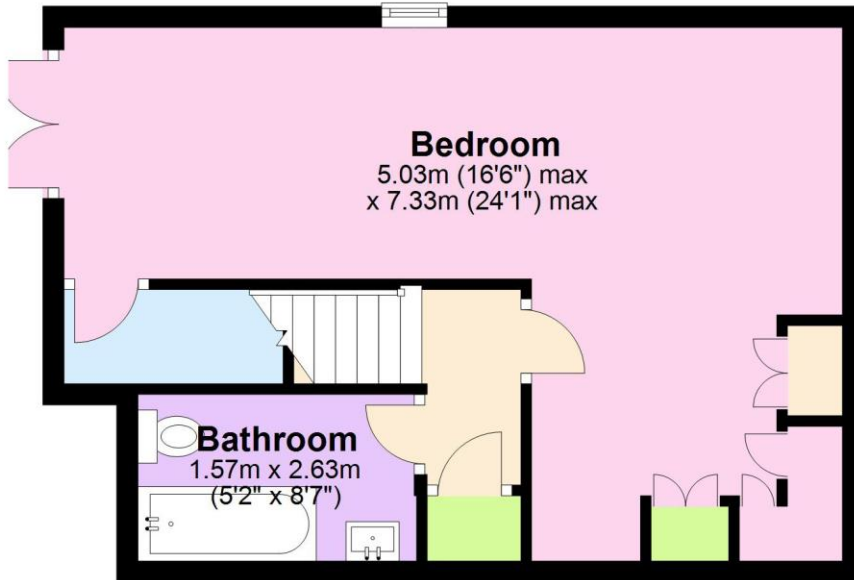 Bedroom
5.03m (16'6") max
x 7.33m (24'1") max
Bathroom
1.57m x 2.63m
(5'2" x 8'7")